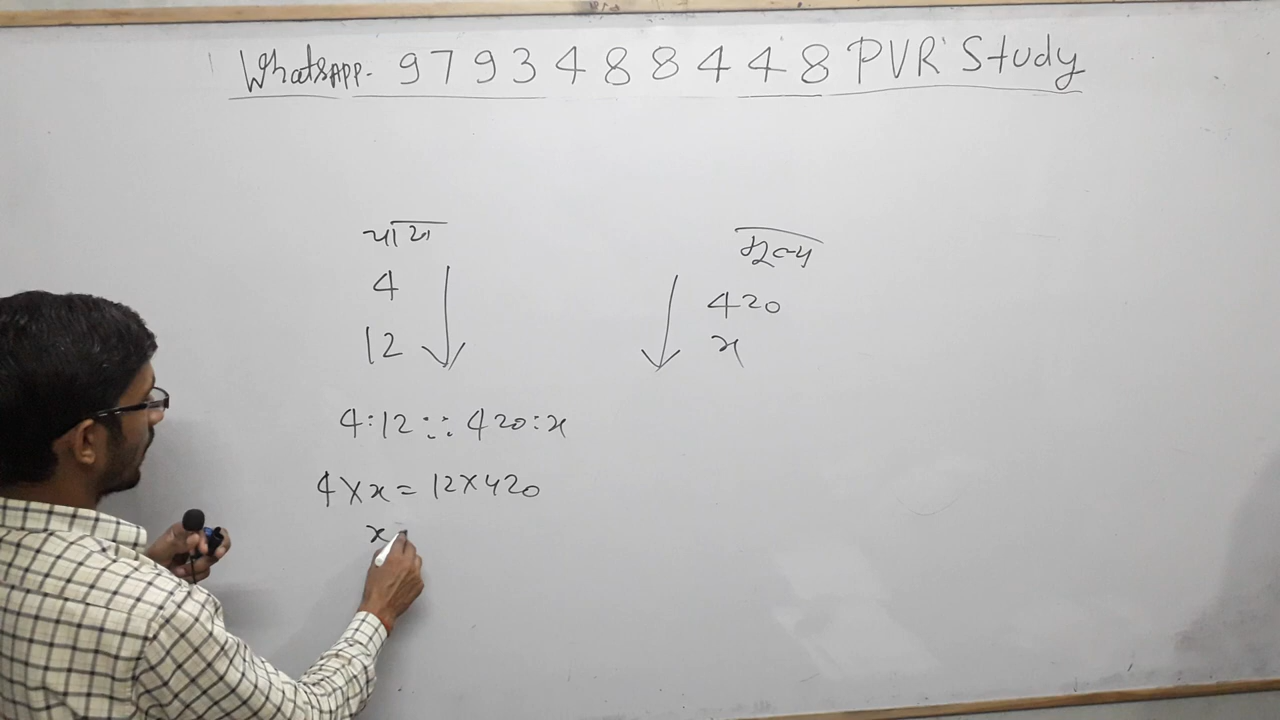 WhatsAPP- 9793488448 PVR Study
मूल्य
4 420
12 x
4:12::420:x
4×x=12×420
x